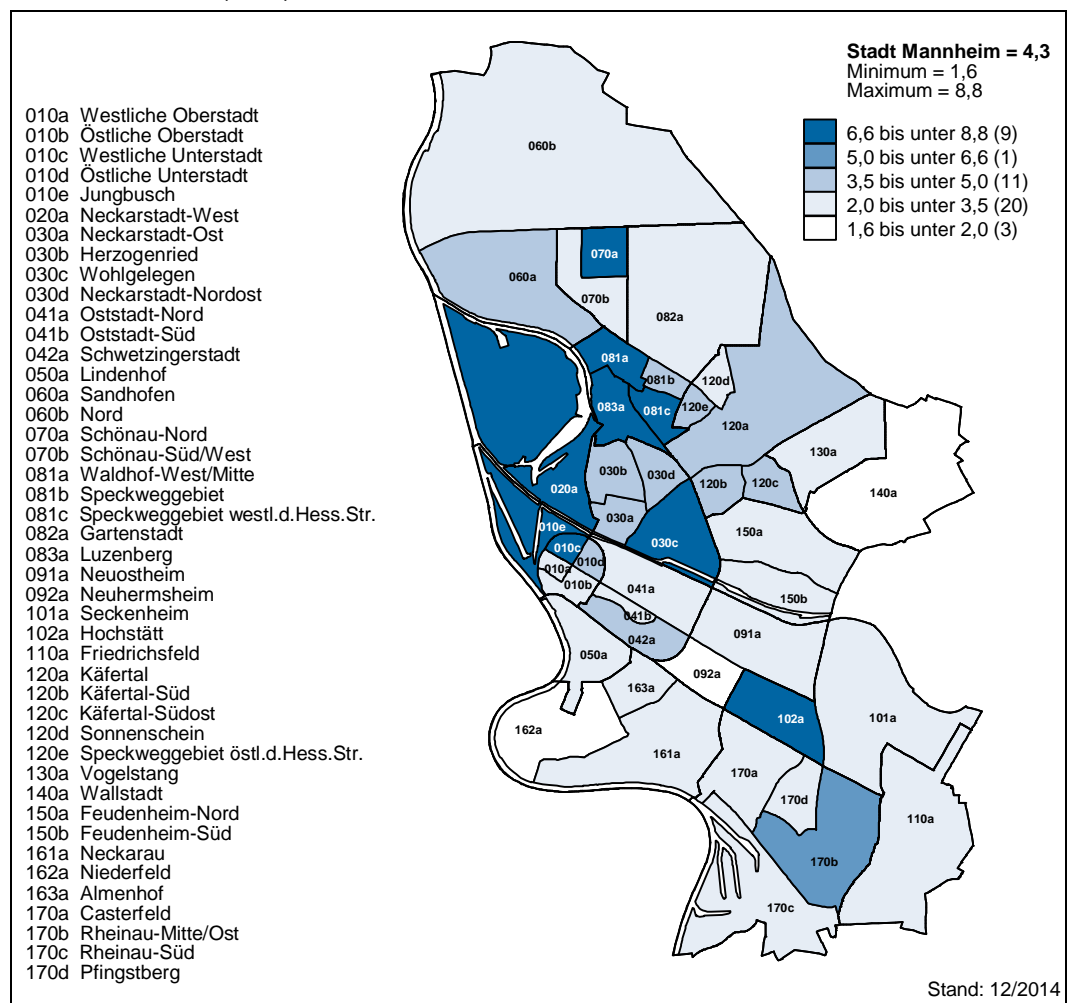 Stadt Mannheim = 4,3
Minimum = 1,6
Maximum = 8,8
6,6 bis unter 8,8 (9)
5,0 bis unter 6,6 (1)
3,5 bis unter 5,0 (11)
2,0 bis unter 3,5 (20)
1,6 bis unter 2,0 (3)
010a Westliche Oberstadt
010b Östliche Oberstadt
010c Westliche Unterstadt
010d Östliche Unterstadt
010e Jungbusch
020a Neckarstadt-West
030a Neckarstadt-Ost
030b Herzogenried
030c Wohlgelegen
030d Neckarstadt-Nordost
041a Oststadt-Nord
041b Oststadt-Süd
042a Schwetzingerstadt
050a Lindenhof
060a Sandhofen
060b Nord
070a Schönau-Nord
070b Schönau-Süd/West
081a Waldhof-West/Mitte
081b Speckweggebiet
081c Speckweggebiet westl.d.Hess.Str.
082a Gartenstadt
083a Luzenberg
091a Neuostheim
092a Neuhermsheim
101a Seckenheim
102a Hochstätt
110a Friedrichsfeld
120a Käfertal
120b Käfertal-Süd
120c Käfertal-Südost
120d Sonnenschein
120e Speckweggebiet östl.d.Hess.Str.
130a Vogelstang
140a Wallstadt
150a Feudenheim-Nord
150b Feudenheim-Süd
161a Neckarau
162a Niederfeld
163a Almenhof
170a Casterfeld
170b Rheinau-Mitte/Ost
170c Rheinau-Süd
170d Pfingstberg
060b
070a
060a
070b
082a
081a
081b
120d
083a
081c
120e
120a
130a
030b
030d
120b
120c
020a
140a
030a
010e
030c
150a
010c
010a
010d
010b
041a
150b
041b
042a
091a
050a
092a
163a
102a
101a
162a
161a
170a
170d
110a
170b
170c
Stand: 12/2014